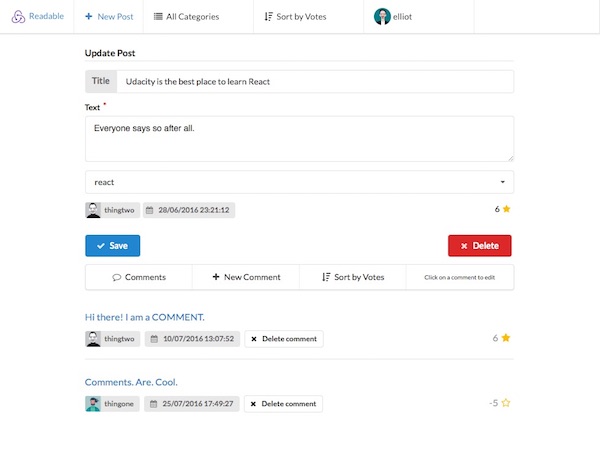 Readable
New Post
All Categories
Sort by Votes
elliot
Update Post
Title
Udacity is the best place to learn React
Text *
Everyone says so after all.
react
thingtwo
28/06/2016 23:21:12
6
Save
Delete
Comments
New Comment
Sort by Votes
Click on a comment to edit
Hi there! I am a COMMENT.
thingtwo
10/07/2016 13:07:52
Delete comment
6
Comments. Are. Cool.
thingone
25/07/2016 17:49:27
Delete comment
-5